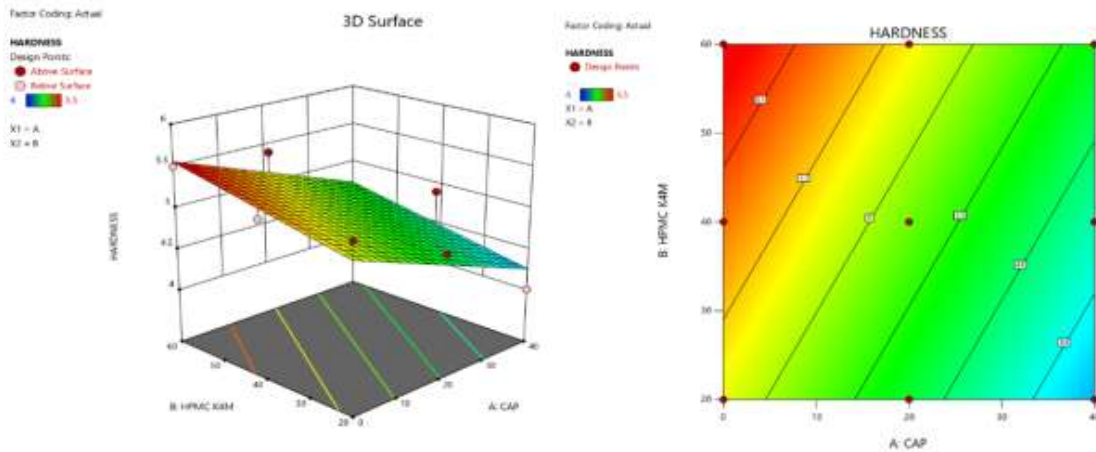 Factor Coding: Actual
3D Surface
HARDNESS
Design Points:
Above Surface
Below Surface
4 5.5
X1 = A
X2 = B
6
5.5
5
4.5
4
HARDNESS
60
50
40
30
20
0
10
20
30
40
B: HPMC K4M
A: CAP
Factor Coding: Actual
HARDNESS
Design Points
4 5.5
X1 = A
X2 = B
HARDNESS
60
50
40
30
20
5
0
10
20
30
40
B: HPMC K4M
A: CAP